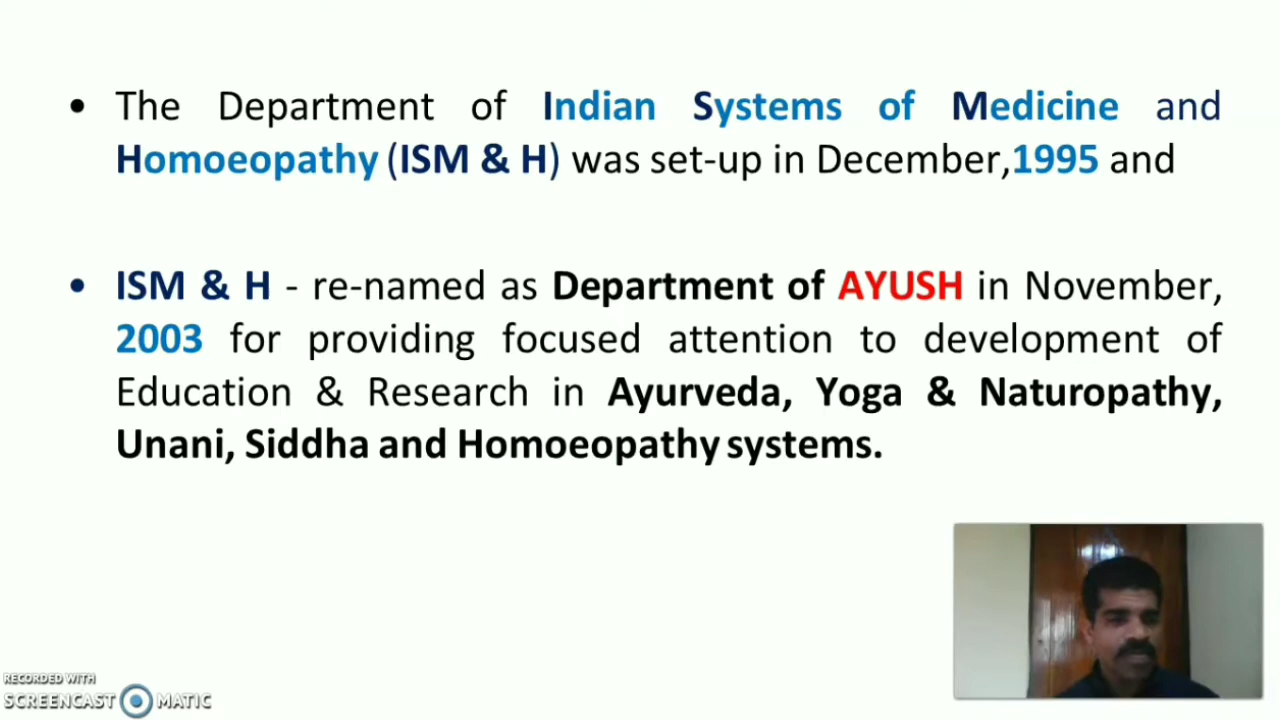 • The Department of Indian Systems of Medicine and
Homoeopathy (ISM & H) was set-up in December,1995 and
• ISM & H - re-named as Department of AYUSH in November,
2003 for providing focused attention to development of
Education & Research in Ayurveda, Yoga & Naturopathy,
Unani, Siddha and Homoeopathy systems.
RECORDED WITH
SCREENCAST MATIC